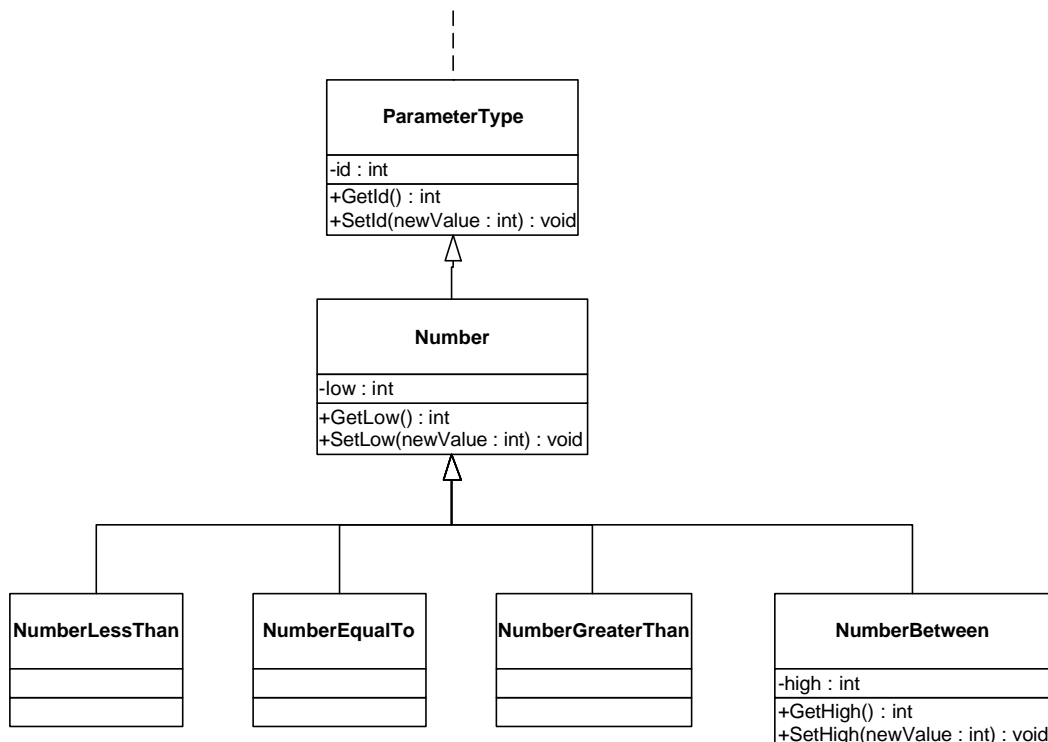 ParameterType
-id : int
+GetId() : int
+SetId(newValue : int) : void
Number
-low : int
+GetLow() : int
+SetLow(newValue : int) : void
NumberLessThan
NumberEqualTo
NumberGreaterThan
NumberBetween
-high : int
+GetHigh() : int
+SetHigh(newValue : int) : void